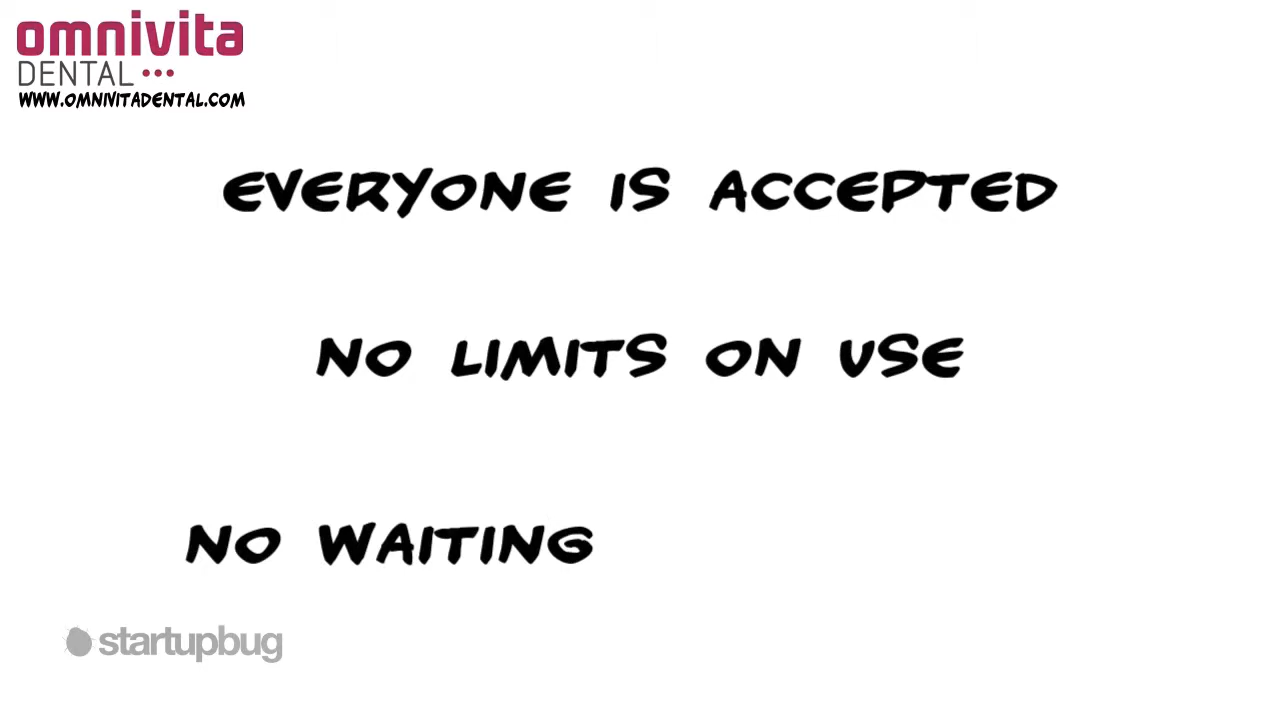 omnivita
DENTAL
WWW.OMNIVITADENTAL.COM
EVERYONE IS ACCEPTED
NO LIMITS ON USE
NO WAITING
startupbug